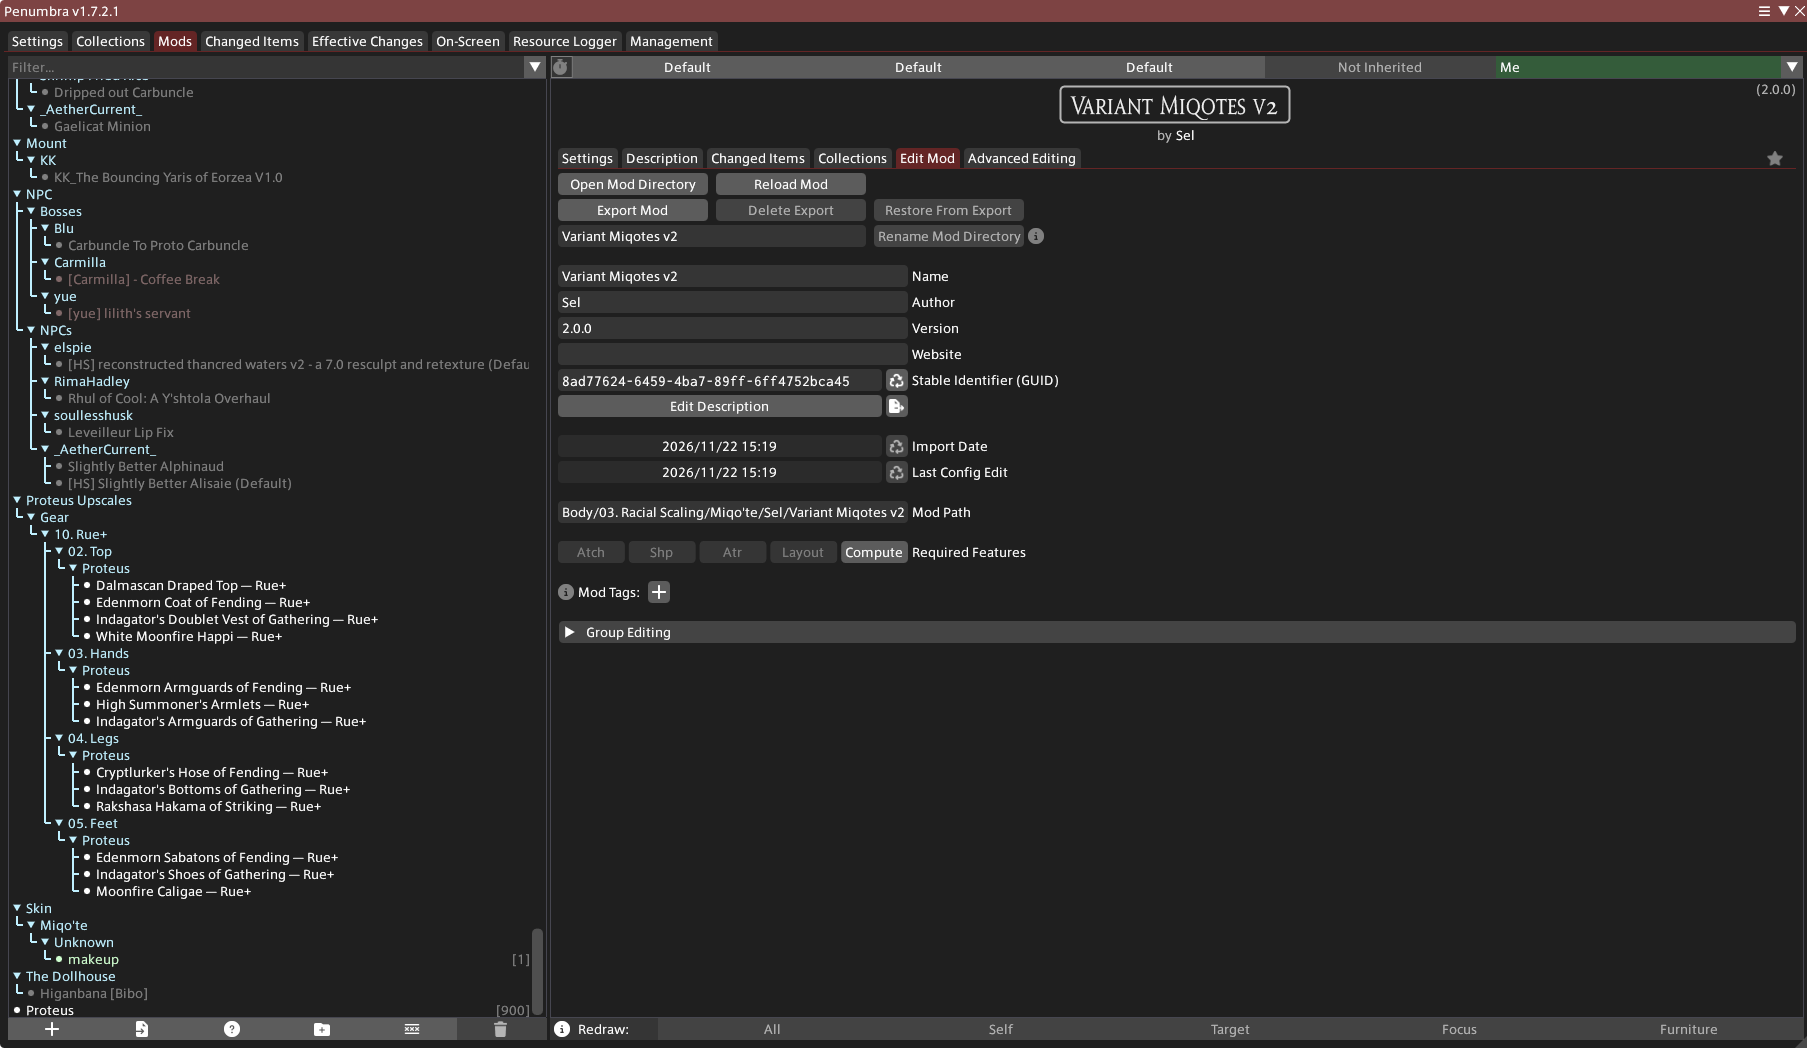 Penumbra v1.7.2.1
Settings Collections Mods Changed Items Effective Changes On-Screen Resource Logger Management
Filter...
Dripped out Carbuncle
_AetherCurrent_
Gaelicat Minion
Mount
KK
KK_The Bouncing Yaris of Eorzea V1.0
NPC
Bosses
Blu
Carbuncle To Proto Carbuncle
Carmilla
[Carmilla] - Coffee Break
yue
[yue] lilith's servant
NPCs
elspie
[HS] reconstructed thancred waters v2 - a 7.0 resculpt and retexture (Defau
RimaHadley
Rhul of Cool: A Y'shtola Overhaul
soullesshusk
Leveilleur Lip Fix
_AetherCurrent_
Slightly Better Alphinaud
[HS] Slightly Better Alisaie (Default)
Proteus Upscales
Gear
10. Rue+
02. Top
Proteus
Dalmascan Draped Top — Rue+
Edenmorn Coat of Fending — Rue+
Indagator's Doublet Vest of Gathering — Rue+
White Moonfire Happi — Rue+
03. Hands
Proteus
Edenmorn Armguards of Fending — Rue+
High Summoner's Armlets — Rue+
Indagator's Armguards of Gathering — Rue+
04. Legs
Proteus
Cryptlurker's Hose of Fending — Rue+
Indagator's Bottoms of Gathering — Rue+
Rakshasa Hakama of Striking — Rue+
05. Feet
Proteus
Edenmorn Sabatons of Fending — Rue+
Indagator's Shoes of Gathering — Rue+
Moonfire Caligae — Rue+
Skin
Miqo'te
Unknown
makeup [1]
The Dollhouse
Higanbana [Bibo]
Proteus [900]
Default Default Default Not Inherited Me
Variant Miqotes v2
(2.0.0)
by Sel
Settings Description Changed Items Collections Edit Mod Advanced Editing
Open Mod Directory Reload Mod
Export Mod Delete Export Restore From Export
Variant Miqotes v2 Rename Mod Directory
Variant Miqotes v2 Name
Sel Author
2.0.0 Version
Website
8ad77624-6459-4ba7-89ff-6ff4752bca45 Stable Identifier (GUID)
Edit Description
2026/11/22 15:19 Import Date
2026/11/22 15:19 Last Config Edit
Body/03. Racial Scaling/Miqo'te/Sel/Variant Miqotes v2 Mod Path
Atch Shp Atr Layout Compute Required Features
Mod Tags:
Group Editing
Redraw: All Self Target Focus Furniture